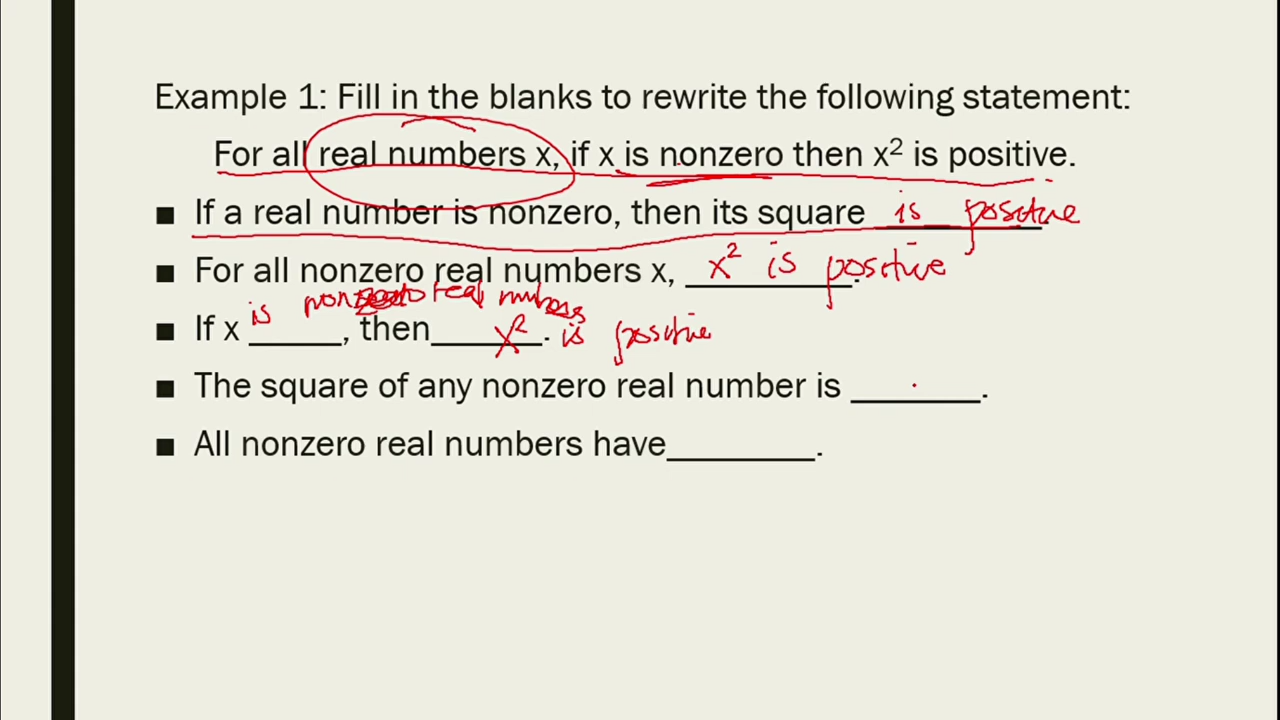 Example 1: Fill in the blanks to rewrite the following statement:
For all real numbers x, if x is nonzero then x² is positive.
■ If a real number is nonzero, then its square is positive
■ For all nonzero real numbers x, x² is positive.
is nonzero real numbers
■ If x ______, then x². is positive
■ The square of any nonzero real number is ________.
■ All nonzero real numbers have_________.